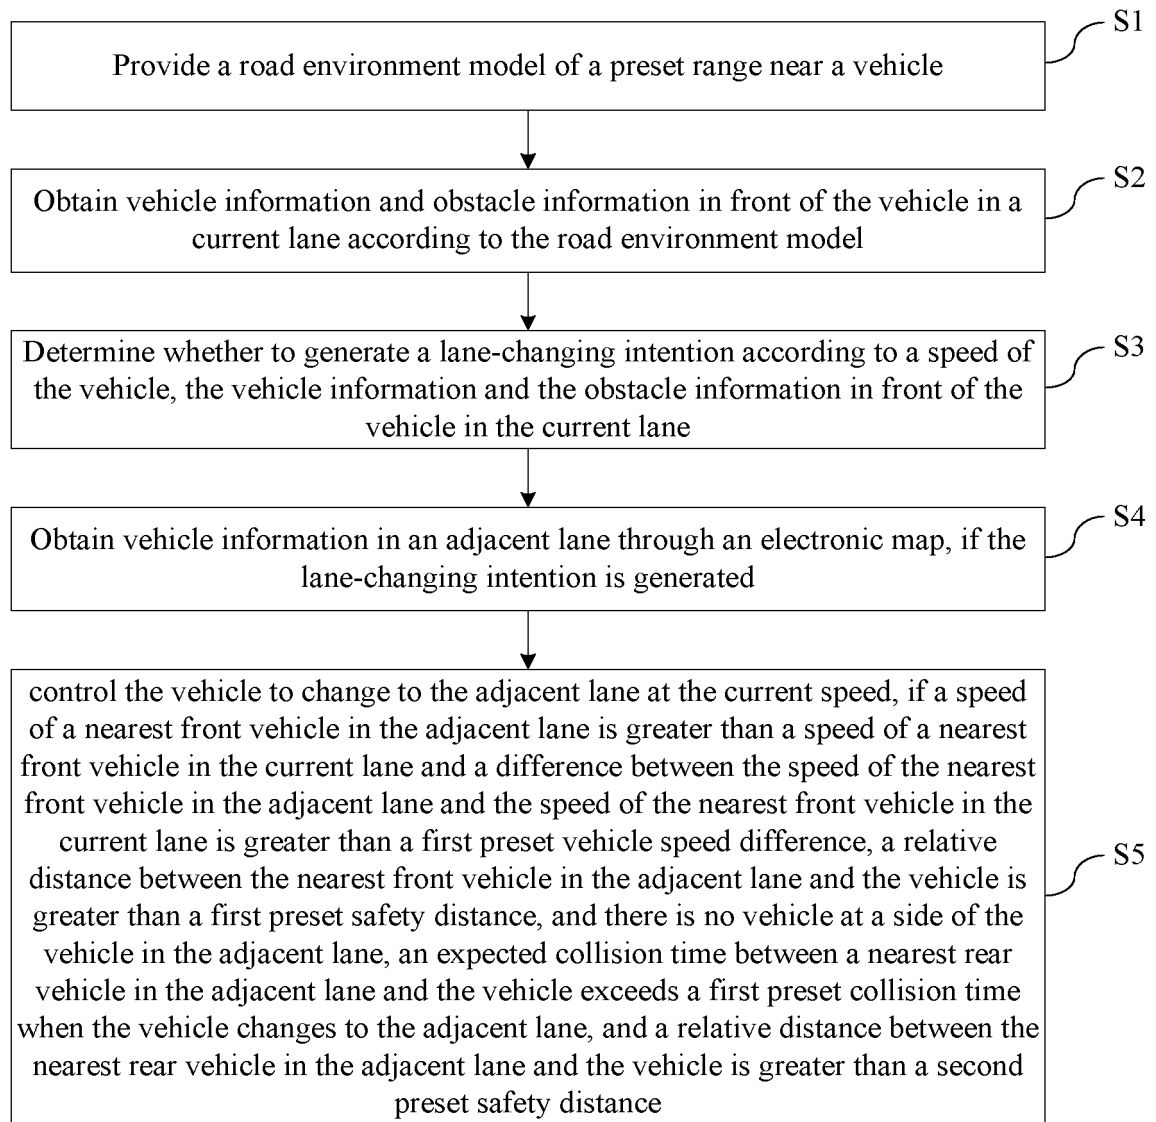 S1
Provide a road environment model of a preset range near a vehicle
S2
Obtain vehicle information and obstacle information in front of the vehicle in a
current lane according to the road environment model
S3
Determine whether to generate a lane-changing intention according to a speed of
the vehicle, the vehicle information and the obstacle information in front of the
vehicle in the current lane
S4
Obtain vehicle information in an adjacent lane through an electronic map, if the
lane-changing intention is generated
S5
control the vehicle to change to the adjacent lane at the current speed, if a speed
of a nearest front vehicle in the adjacent lane is greater than a speed of a nearest
front vehicle in the current lane and a difference between the speed of the nearest
front vehicle in the adjacent lane and the speed of the nearest front vehicle in the
current lane is greater than a first preset vehicle speed difference, a relative
distance between the nearest front vehicle in the adjacent lane and the vehicle is
greater than a first preset safety distance, and there is no vehicle at a side of the
vehicle in the adjacent lane, an expected collision time between a nearest rear
vehicle in the adjacent lane and the vehicle exceeds a first preset collision time
when the vehicle changes to the adjacent lane, and a relative distance between the
nearest rear vehicle in the adjacent lane and the vehicle is greater than a second
preset safety distance